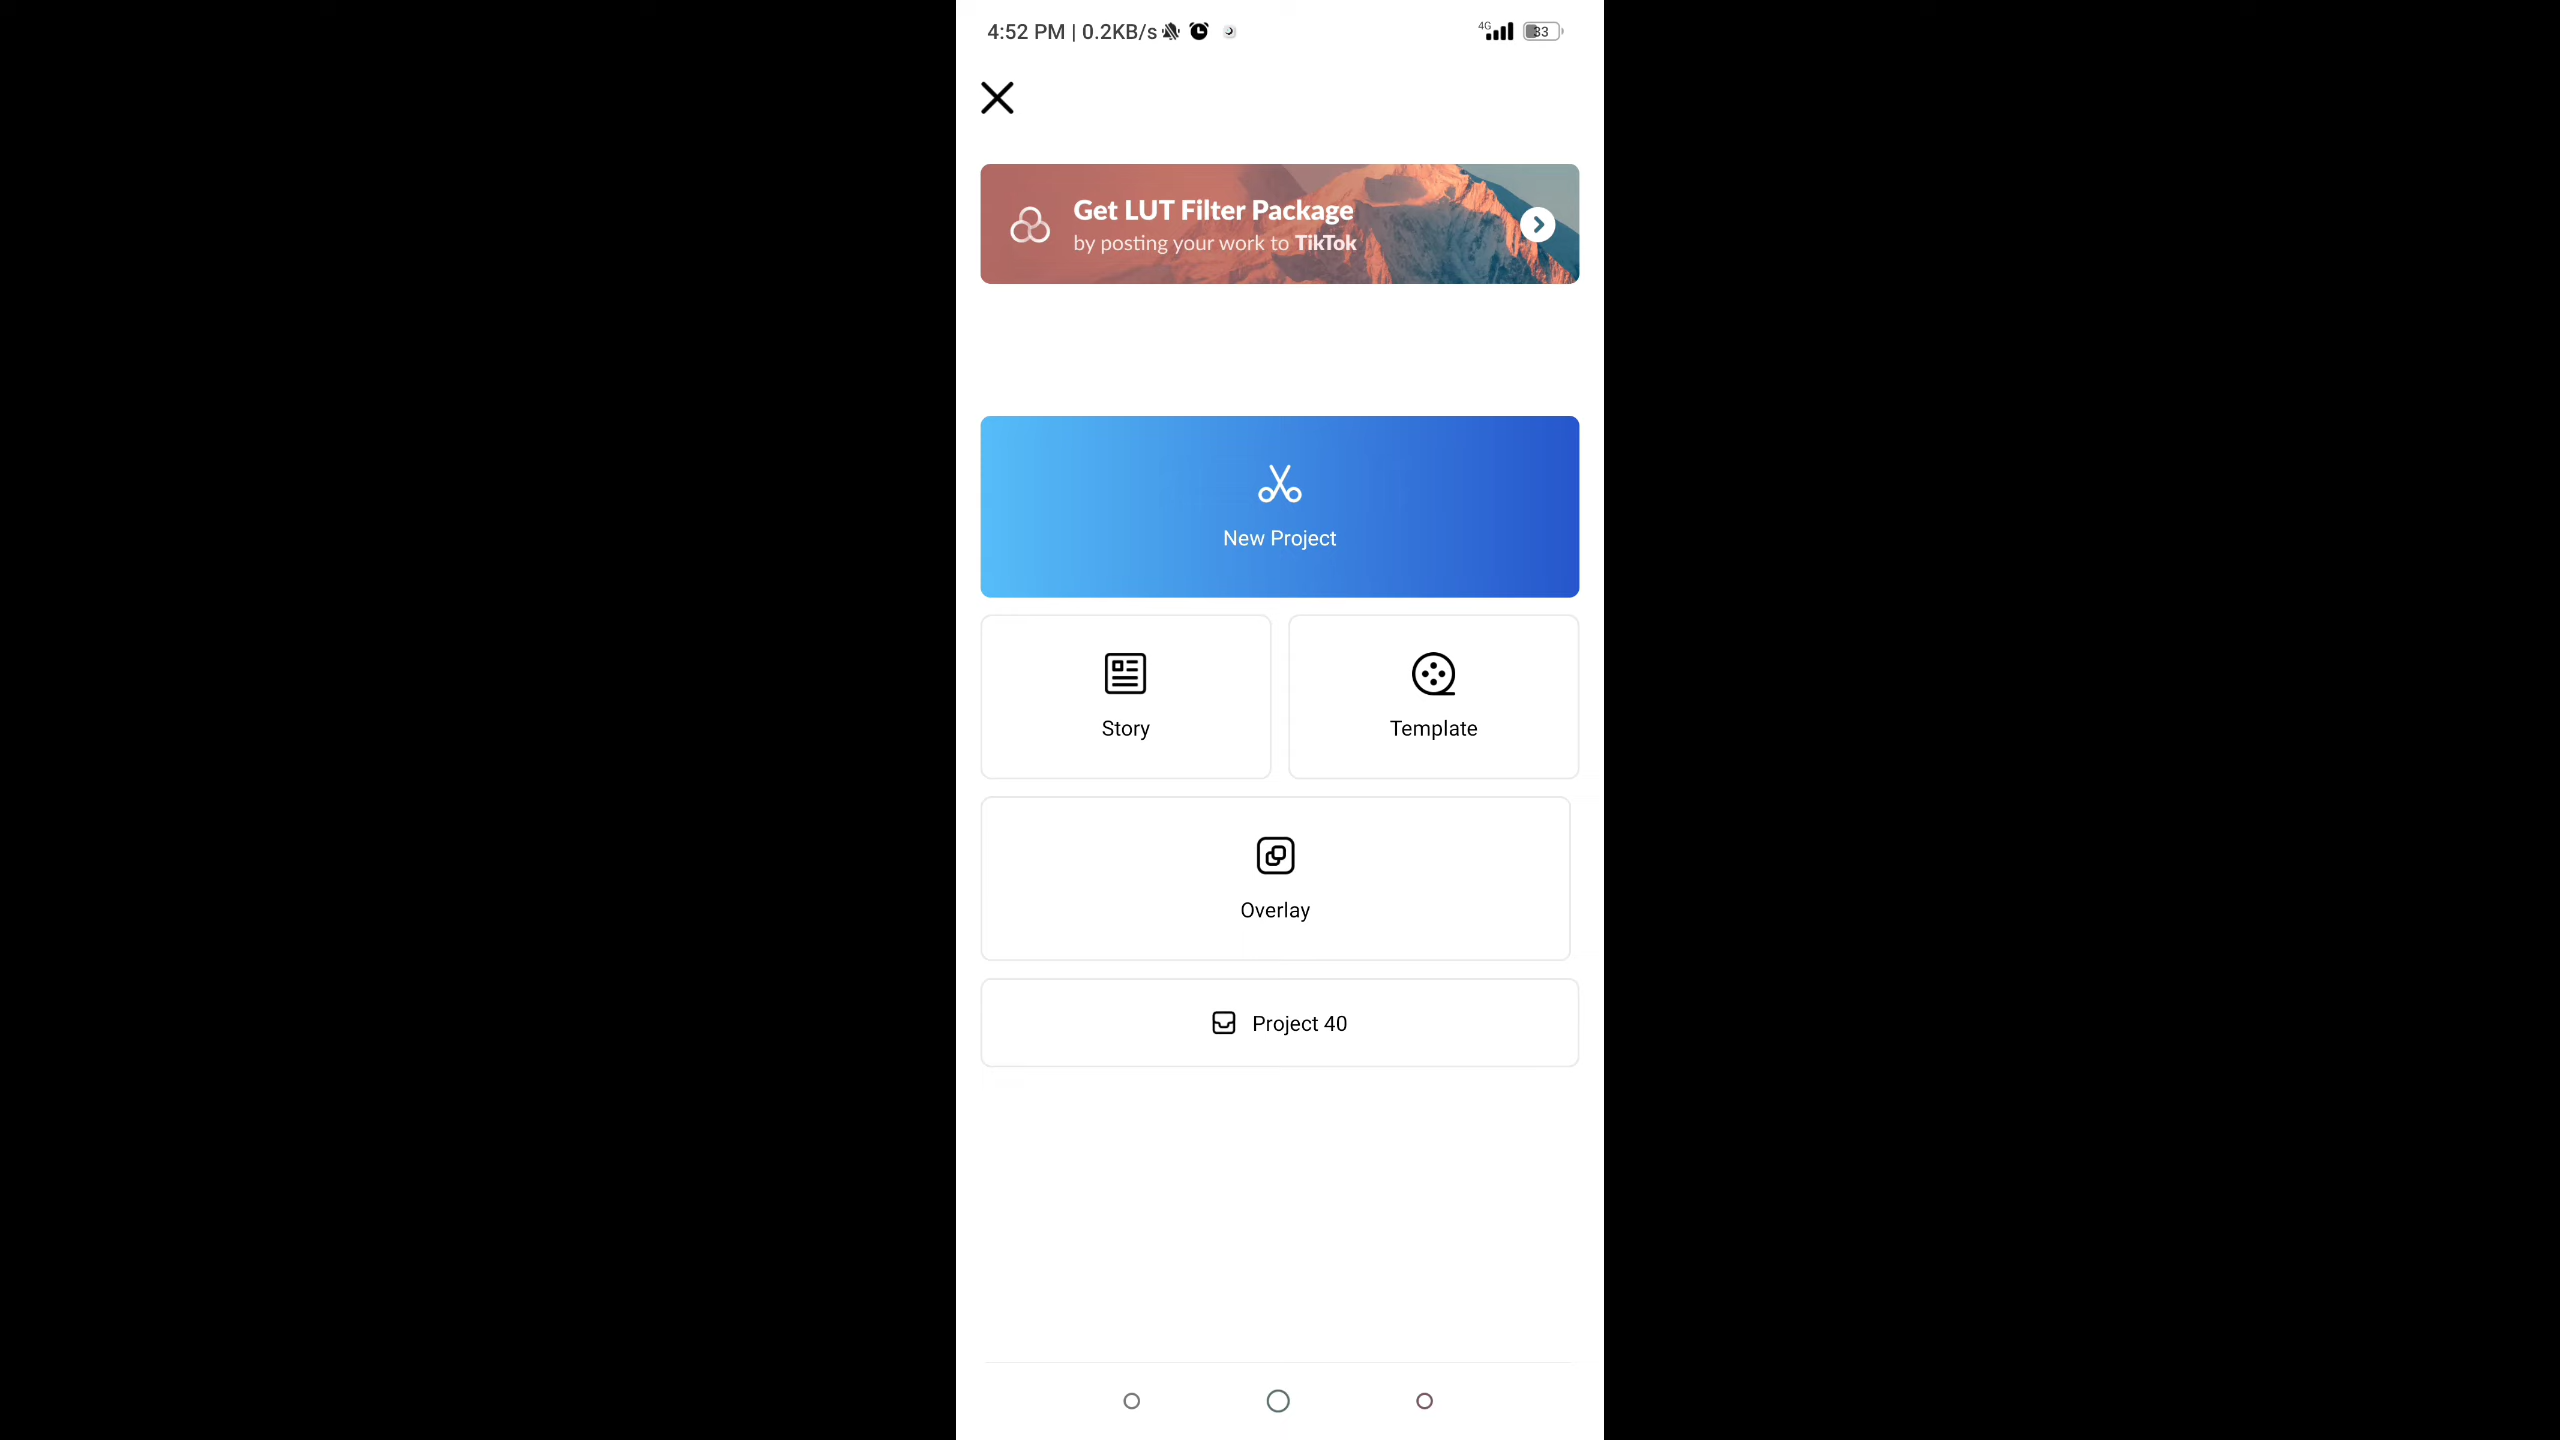 4:52 PM | 0.2KB/s
4G
33
Get LUT Filter Package
by posting your work to TikTok
New Project
Story
Template
Overlay
Project 40